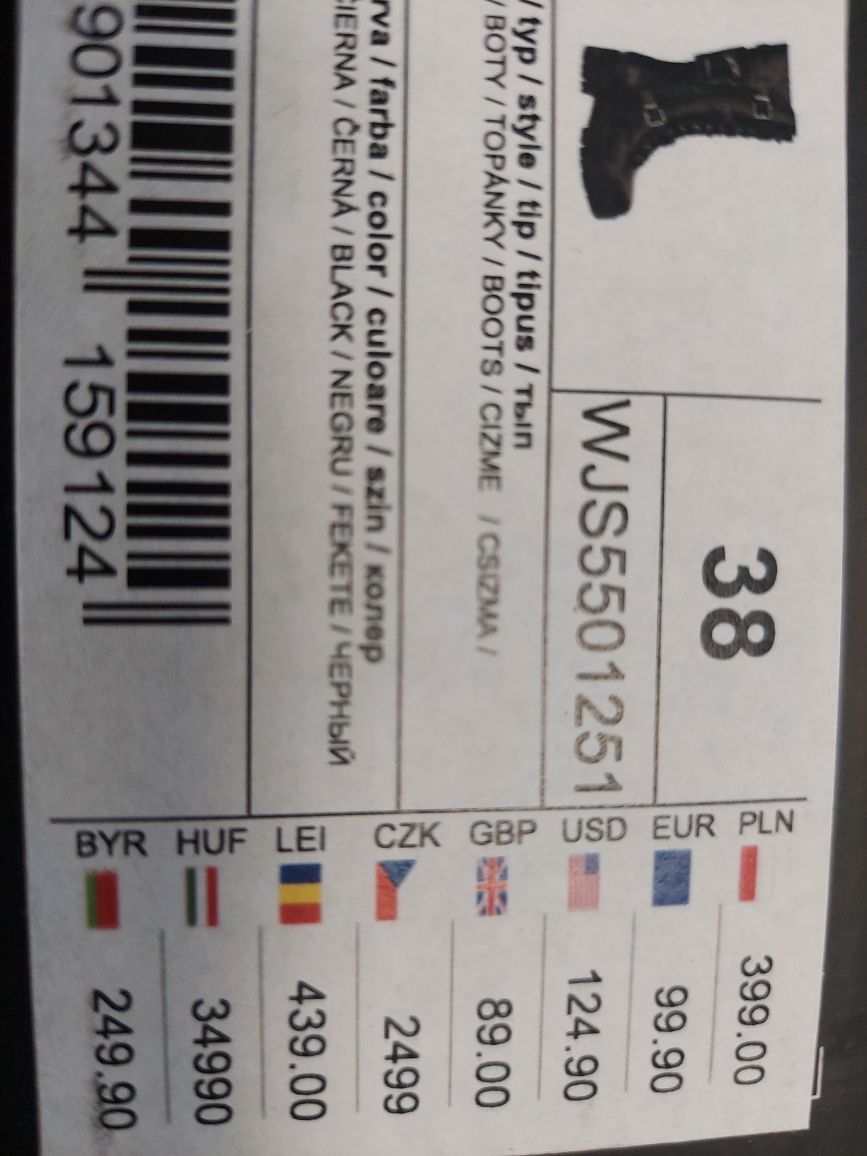 38
WJS5501251
/ typ / style / tip / tipus / тып
/ BOTY / TOPÁNKY / BOOTS / CIZME / CSIZMA /
rva / farba / color / culoare / szin / колер
CIERNA / ČERNÁ / BLACK / NEGRU / FEKETE / ЧЕРНЫЙ
901344 159124
PLN 399.00
EUR 99.90
USD 124.90
GBP 89.00
CZK 2499
LEI 439.00
HUF 34990
BYR 249.90